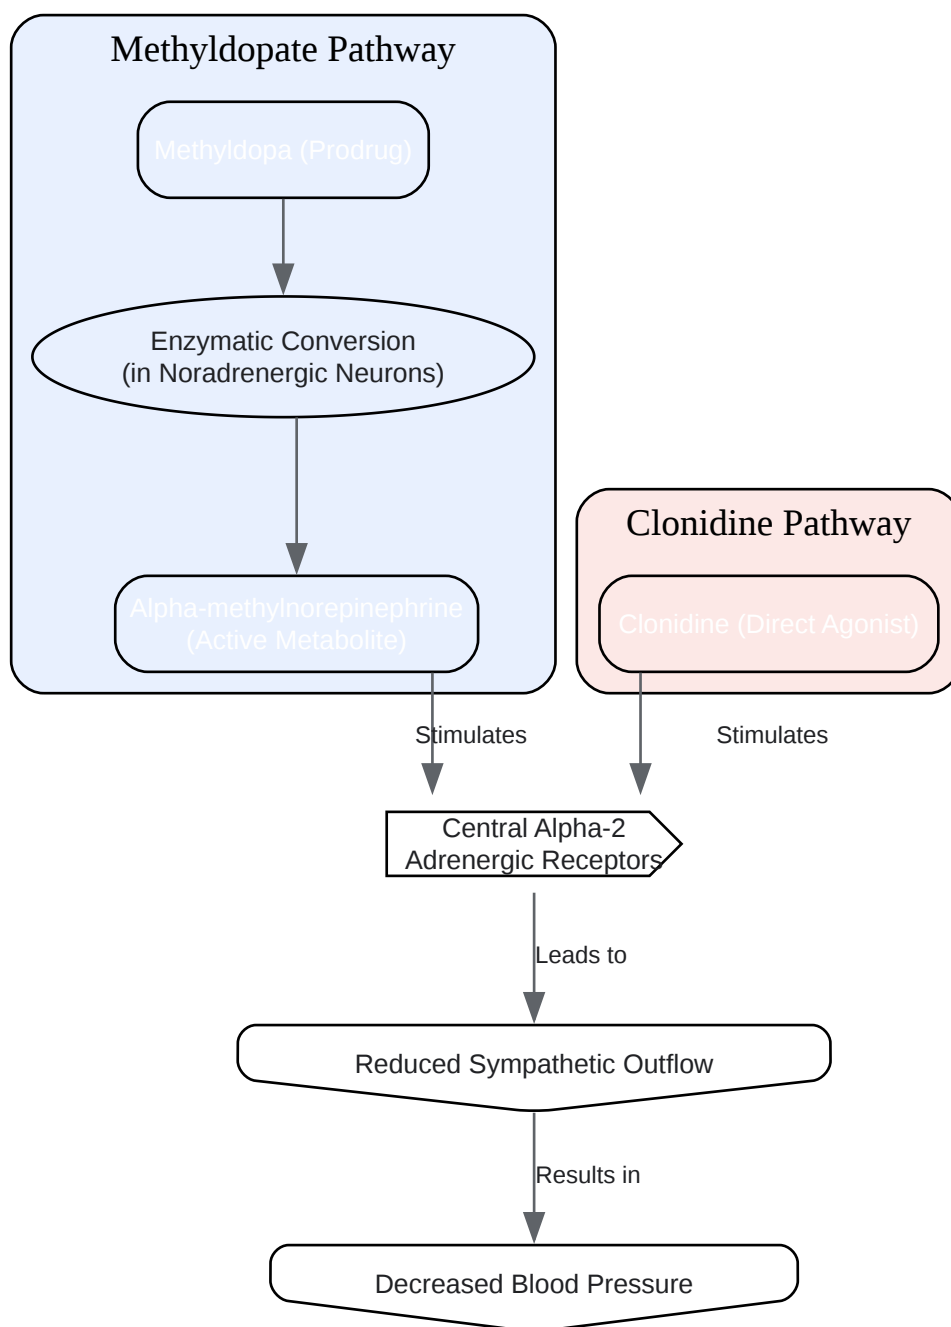 Methyldopate Pathway
Methyldopa (Prodrug)
Enzymatic Conversion
(in Noradrenergic Neurons)
Alpha-methylnorepinephrine
(Active Metabolite)
Clonidine Pathway
Clonidine (Direct Agonist)
Stimulates
Stimulates
Central Alpha-2
Adrenergic Receptors
Leads to
Reduced Sympathetic Outflow
Results in
Decreased Blood Pressure